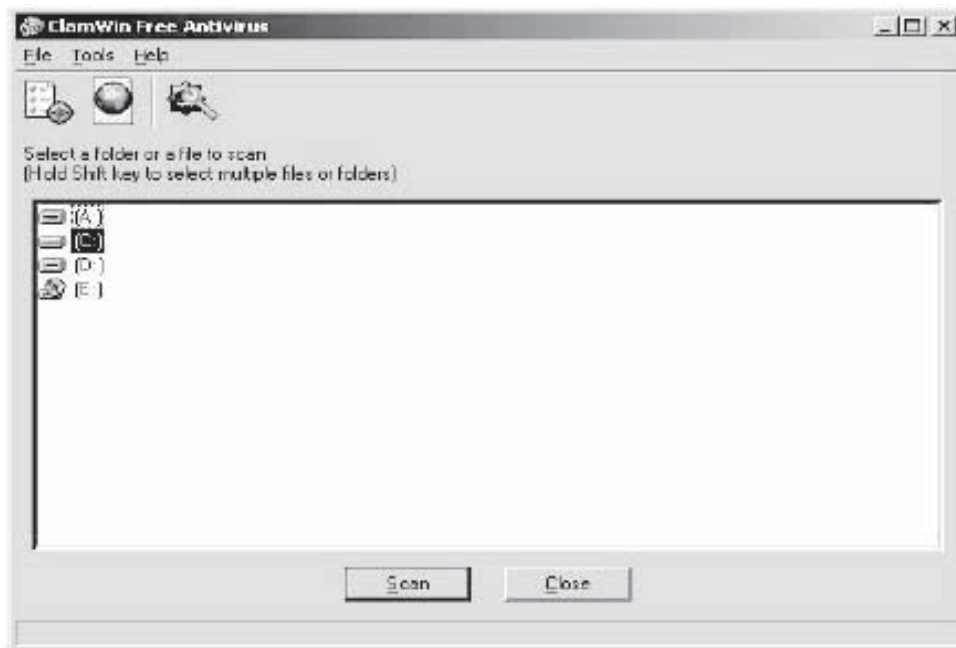 ClamWin Free Antivirus
File Tools Help
Select a folder or a file to scan
(Hold Shift key to select multiple files or folders)
(A:)
(C:)
(D:)
(E:)
Scan Close